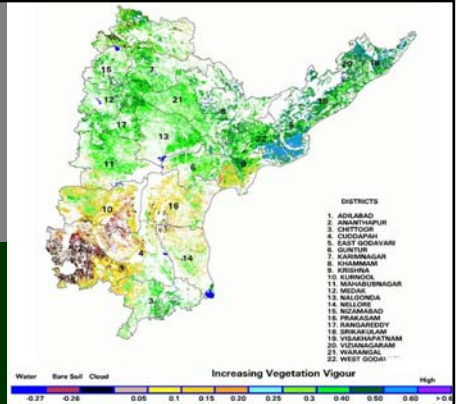 15
7
12
21
17
13
11
6
10
16
4
14
3
20
18
DISTRICTS
1. ADILABAD
2. ANANTHAPUR
3. CHITTOOR
4. CUDDAPAH
5. EAST GODAVARI
6. GUNTUR
7. KARIMNAGAR
8. KHAMMAM
9. KRISHNA
10. KURNOOL
11. MAHABUBNAGAR
12. MEDAK
13. NALGONDA
14. NELLORE
15. NIZAMABAD
16. PRAKASAM
17. RANGAREDDY
18. SRIKAKULAM
19. VISAKHAPATNAM
20. VIZIANAGARAM
21. WARANGAL
22. WEST GODAV
Water Bare Soil Cloud Increasing Vegetation Vigour High
-0.27 -0.26 0.05 0.1 0.15 0.20 0.25 0.3 0.40 0.50 0.60